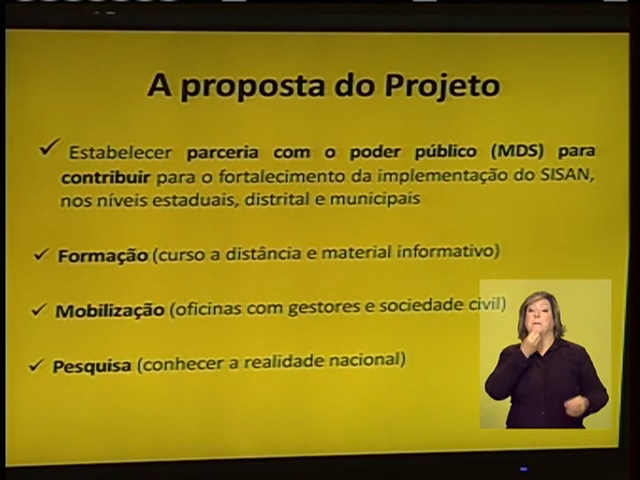 A proposta do Projeto
✓ Estabelecer parceria com o poder público (MDS) para
contribuir para o fortalecimento da implementação do SISAN,
nos níveis estaduais, distrital e municipais
✓ Formação (curso a distância e material informativo)
✓ Mobilização (oficinas com gestores e sociedade civil)
✓ Pesquisa (conhecer a realidade nacional)